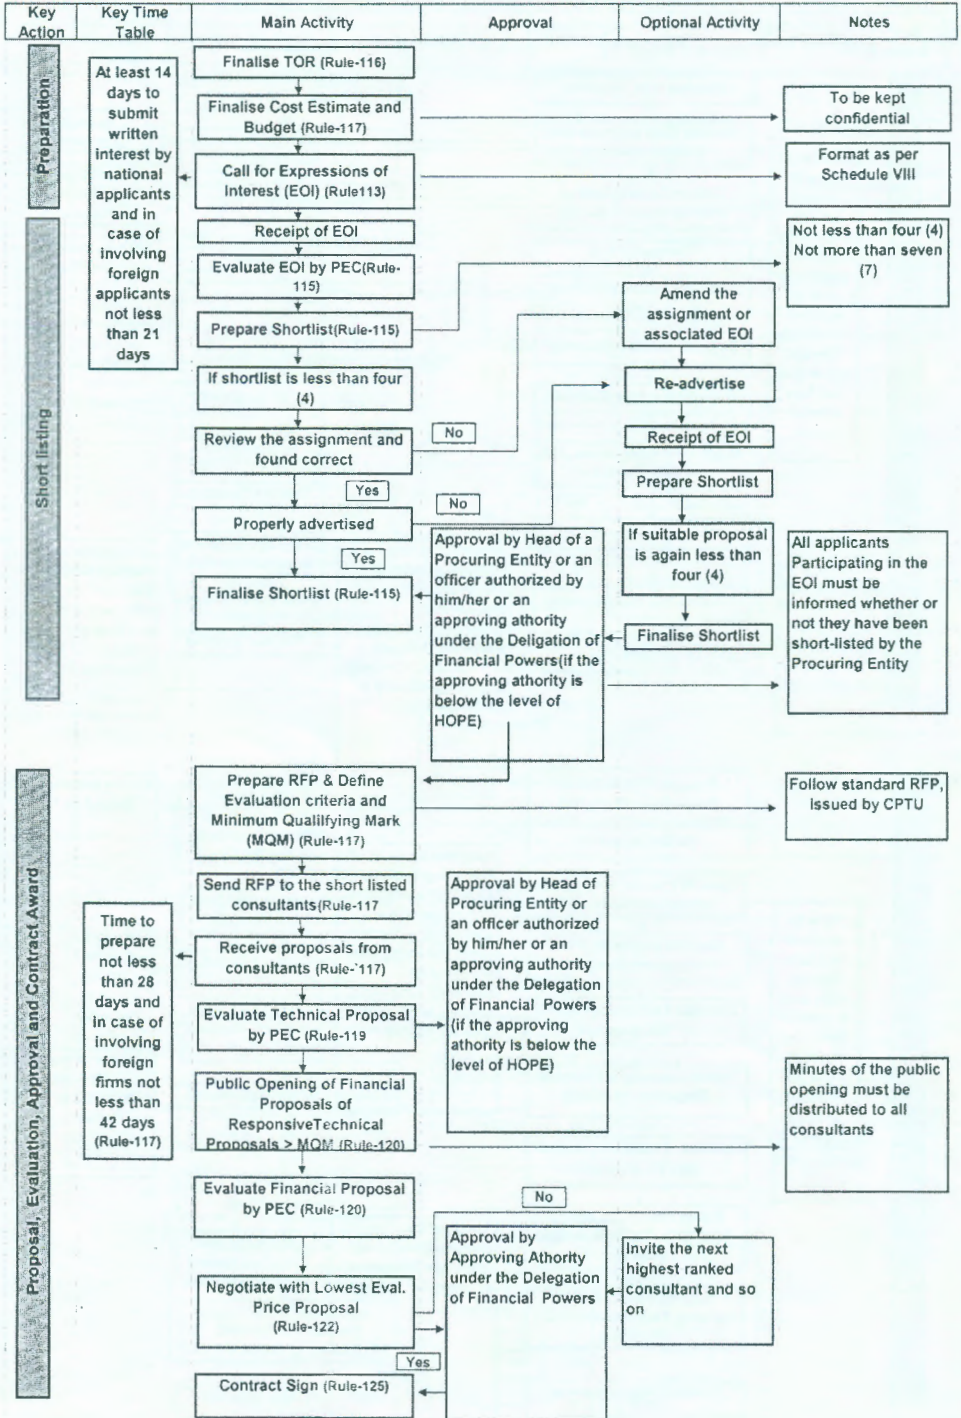 Key
Action
Key Time
Table
Main Activity
Approval
Optional Activity
Notes
Preparation
At least 14
days to
submit
written
interest by
national
applicants
and in
case of
involving
foreign
applicants
not less
than 21
days
Finalise TOR (Rule-116)
Finalise Cost Estimate and
Budget (Rule-117)
To be kept
confidential
Call for Expressions of
Interest (EOI) (Rule113)
Format as per
Schedule VIII
Short listing
Receipt of EOI
Evaluate EOI by PEC(Rule-
115)
Not less than four (4)
Not more than seven
(7)
Prepare Shortlist(Rule-115)
Amend the
assignment or
associated EOI
If shortlist is less than four
(4)
Re-advertise
Review the assignment and
found correct
No
Receipt of EOI
Yes
Prepare Shortlist
Properly advertised
No
Yes
If suitable proposal
is again less than
four (4)
Finalise Shortlist (Rule-115)
Approval by Head of a
Procuring Entity or an
officer authorized by
him/her or an
approving athority
under the Deligation of
Financial Powers(if the
approving athority is
below the level of
HOPE)
Finalise Shortlist
All applicants
Participating in the
EOI must be
informed whether or
not they have been
short-listed by the
Procuring Entity
Proposal, Evaluation, Approval and Contract Award
Prepare RFP & Define
Evaluation criteria and
Minimum Qualilfying Mark
(MQM) (Rule-117)
Follow standard RFP,
issued by CPTU
Send RFP to the short listed
consultants(Rule-117
Time to
prepare
not less
than 28
days and
in case of
involving
foreign
firms not
less than
42 days
(Rule-117)
Receive proposals from
consultants (Rule-117)
Evaluate Technical Proposal
by PEC (Rule-119
Approval by Head of
Procuring Entity or
an officer authorized
by him/her or an
approving authority
under the Delegation
of Financial Powers
(if the approving
athority is below the
level of HOPE)
Public Opening of Financial
Proposals of
ResponsiveTechnical
Proposals > MQM (Rule-120)
Minutes of the public
opening must be
distributed to all
consultants
Evaluate Financial Proposal
by PEC (Rule-120)
No
Negotiate with Lowest Eval.
Price Proposal
(Rule-122)
Approval by
Approving Athority
under the Delegation
of Financial Powers
Invite the next
highest ranked
consultant and so
on
Yes
Contract Sign (Rule-125)